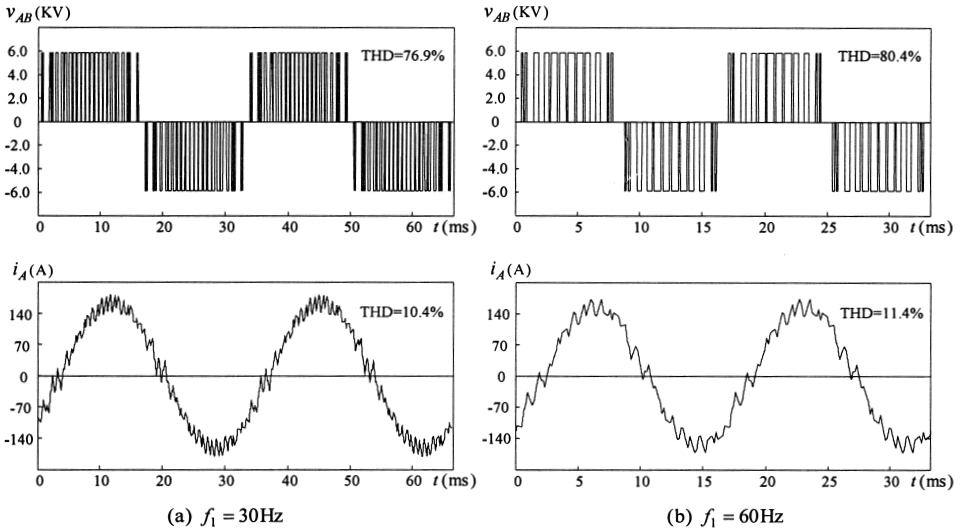 v_AB (KV)
6.0
4.0
2.0
0
-2.0
-4.0
-6.0
THD=76.9%
0 10 20 30 40 50 60 t (ms)
v_AB (KV)
6.0
4.0
2.0
0
-2.0
-4.0
-6.0
THD=80.4%
0 5 10 15 20 25 30 t (ms)
i_A (A)
140
70
0
-70
-140
THD=10.4%
0 10 20 30 40 50 60 t (ms)
(a) f₁ = 30Hz
i_A (A)
140
70
0
-70
-140
THD=11.4%
0 5 10 15 20 25 30 t (ms)
(b) f₁ = 60Hz